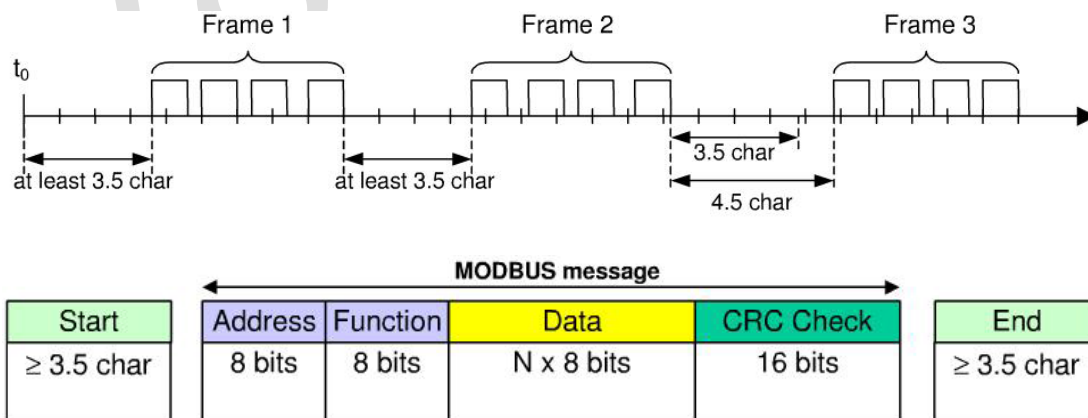 Frame 1 Frame 2 Frame 3
t0
3.5 char
at least 3.5 char at least 3.5 char
4.5 char
MODBUS message
Start Address Function Data CRC Check End
≥ 3.5 char 8 bits 8 bits N x 8 bits 16 bits ≥ 3.5 char